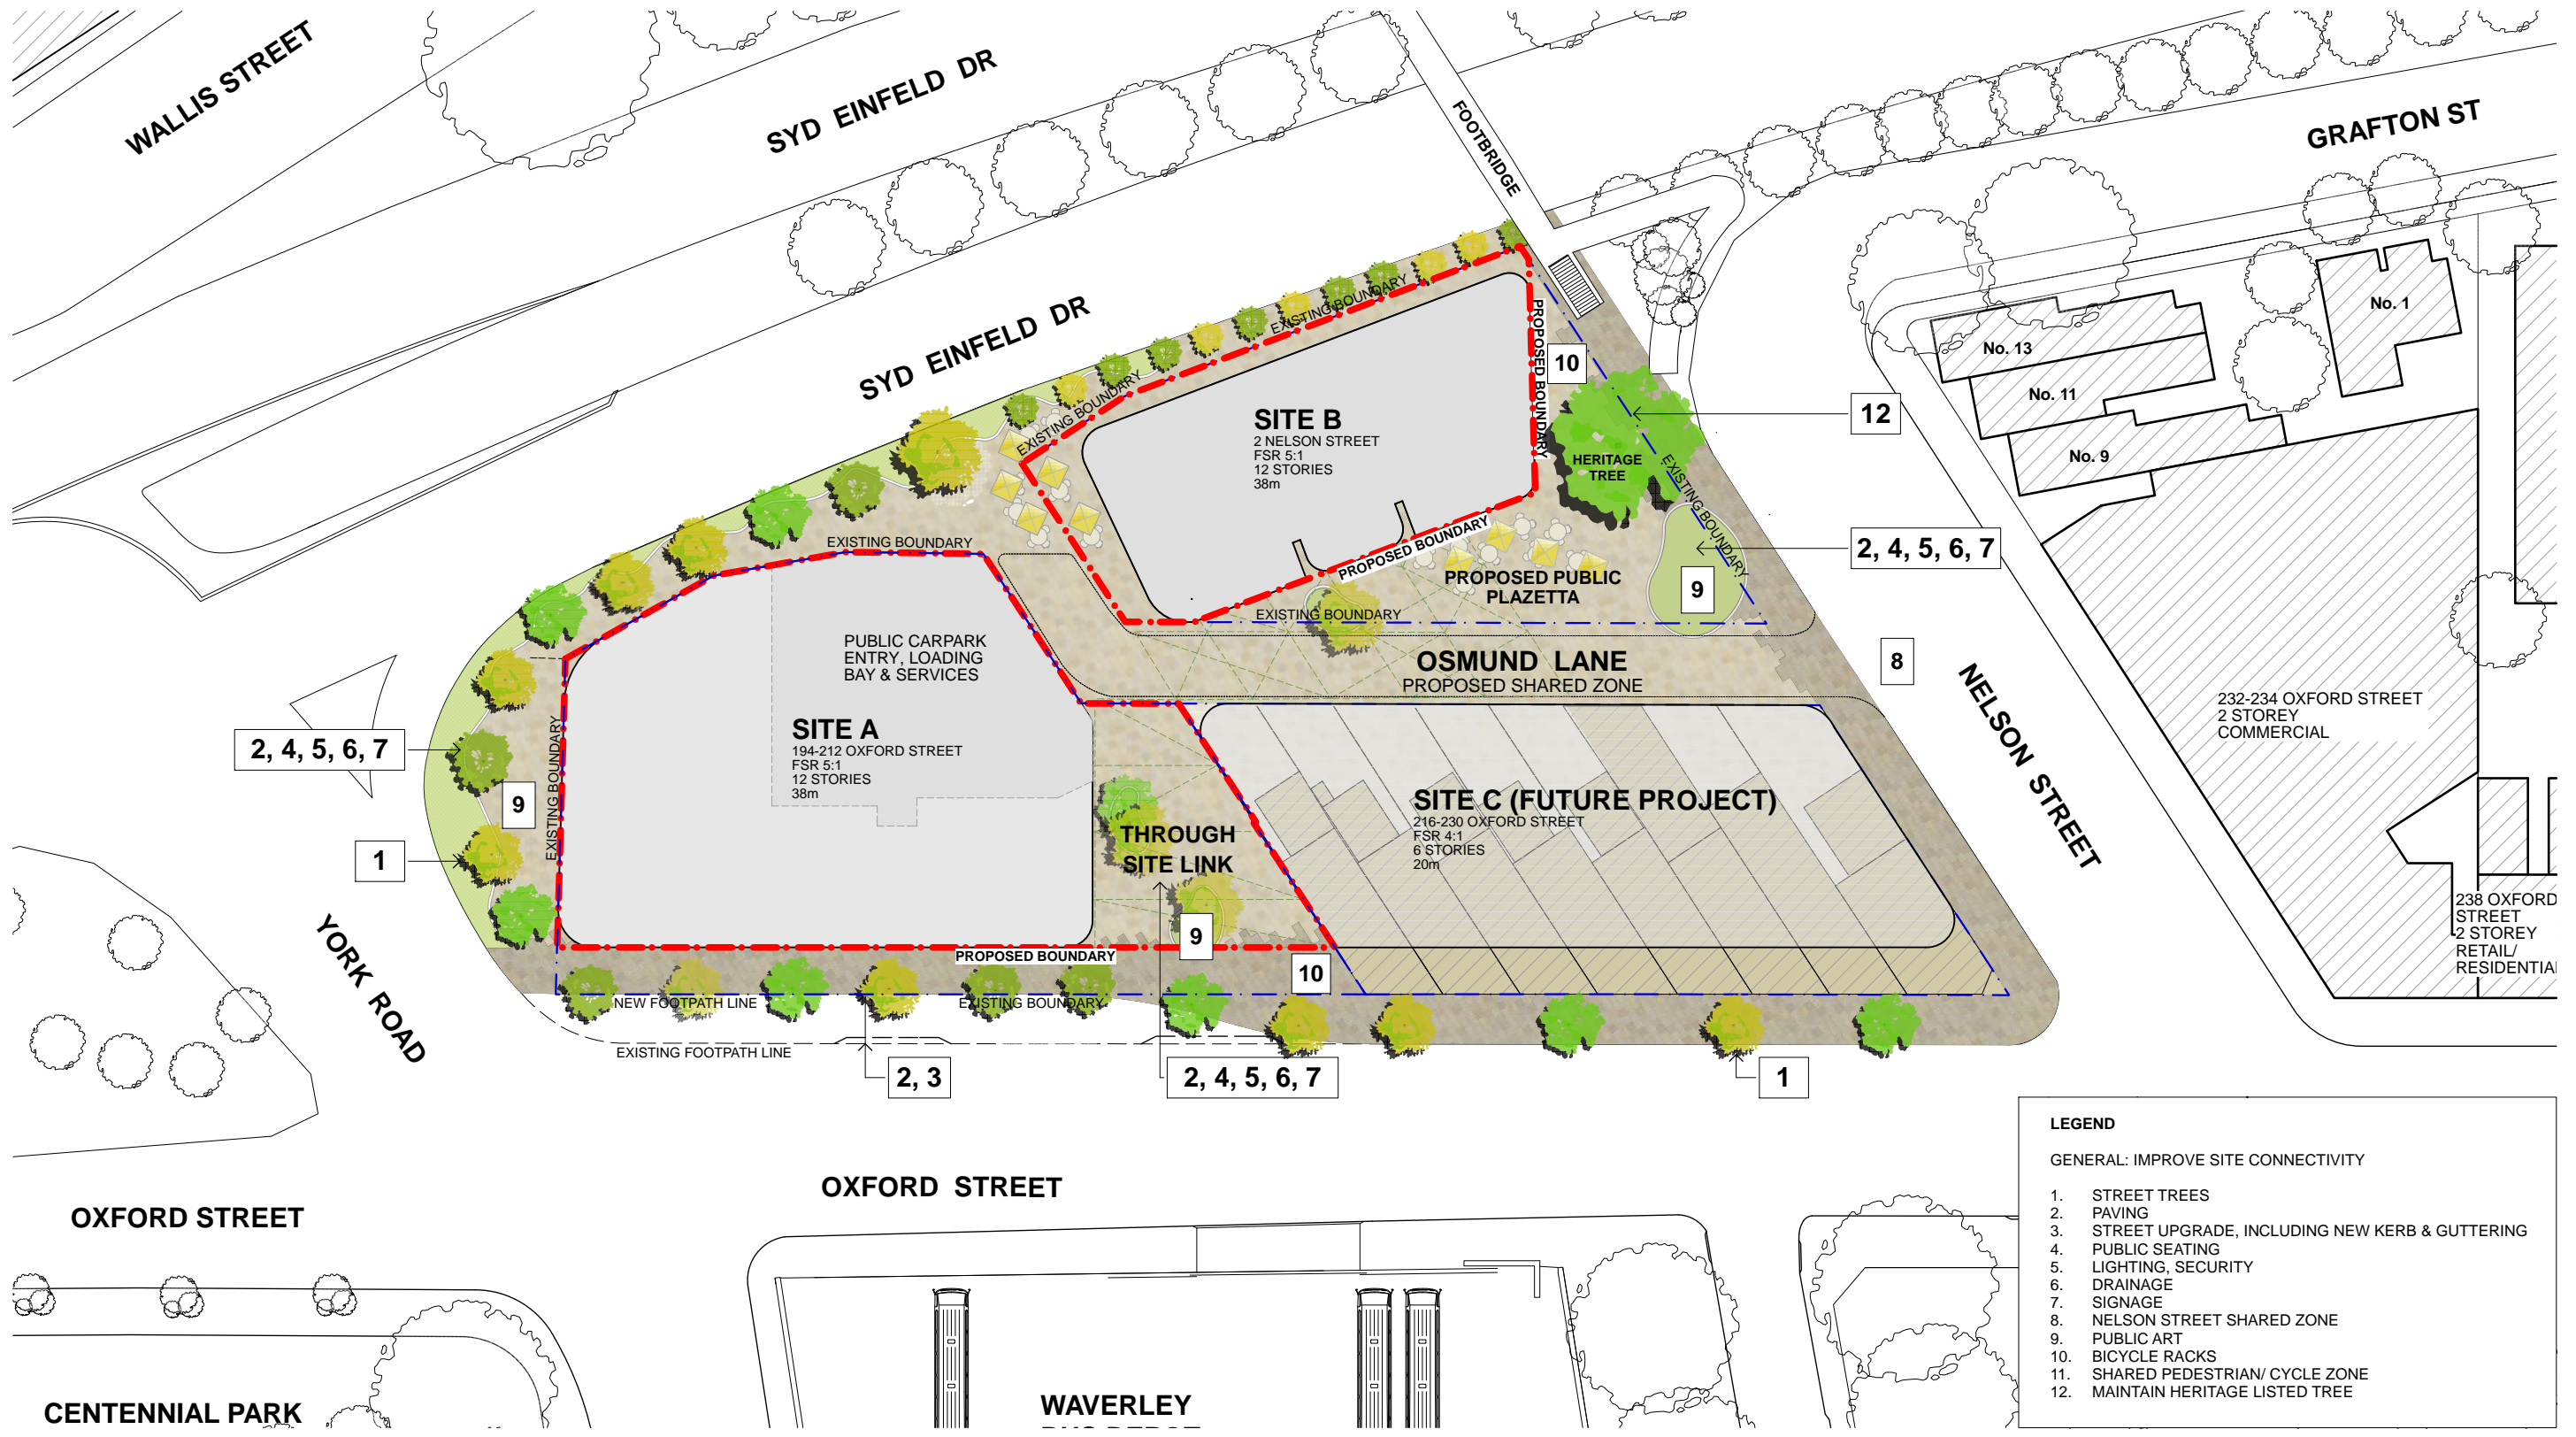 WALLIS STREET
SYD EINFELD DR
FOOTBRIDGE
GRAFTON ST
SYD EINFELD DR
EXISTING BOUNDARY
EXISTING BOUNDARY
PROPOSED BOUNDARY
10
No. 1
No. 13
No. 11
No. 9
SITE B
2 NELSON STREET
FSR 5:1
12 STORIES
38m
12
HERITAGE
TREE
EXISTING BOUNDARY
2, 4, 5, 6, 7
PROPOSED BOUNDARY
EXISTING BOUNDARY
PROPOSED PUBLIC
PLAZETTA
9
EXISTING BOUNDARY
PUBLIC CARPARK
ENTRY, LOADING
BAY & SERVICES
OSMUND LANE
PROPOSED SHARED ZONE
8
NELSON STREET
232-234 OXFORD STREET
2 STOREY
COMMERCIAL
SITE A
194-212 OXFORD STREET
FSR 5:1
12 STORIES
38m
2, 4, 5, 6, 7
9
EXISTING BOUNDARY
1
SITE C (FUTURE PROJECT)
216-230 OXFORD STREET
FSR 4:1
6 STORIES
20m
THROUGH
SITE LINK
9
10
238 OXFORD
STREET
2 STOREY
RETAIL/
RESIDENTIAL
YORK ROAD
PROPOSED BOUNDARY
NEW FOOTPATH LINE
EXISTING BOUNDARY
EXISTING FOOTPATH LINE
2, 3
2, 4, 5, 6, 7
1
OXFORD STREET
OXFORD STREET
CENTENNIAL PARK
WAVERLEY
LEGEND
GENERAL: IMPROVE SITE CONNECTIVITY
1. STREET TREES
2. PAVING
3. STREET UPGRADE, INCLUDING NEW KERB & GUTTERING
4. PUBLIC SEATING
5. LIGHTING, SECURITY
6. DRAINAGE
7. SIGNAGE
8. NELSON STREET SHARED ZONE
9. PUBLIC ART
10. BICYCLE RACKS
11. SHARED PEDESTRIAN/ CYCLE ZONE
12. MAINTAIN HERITAGE LISTED TREE